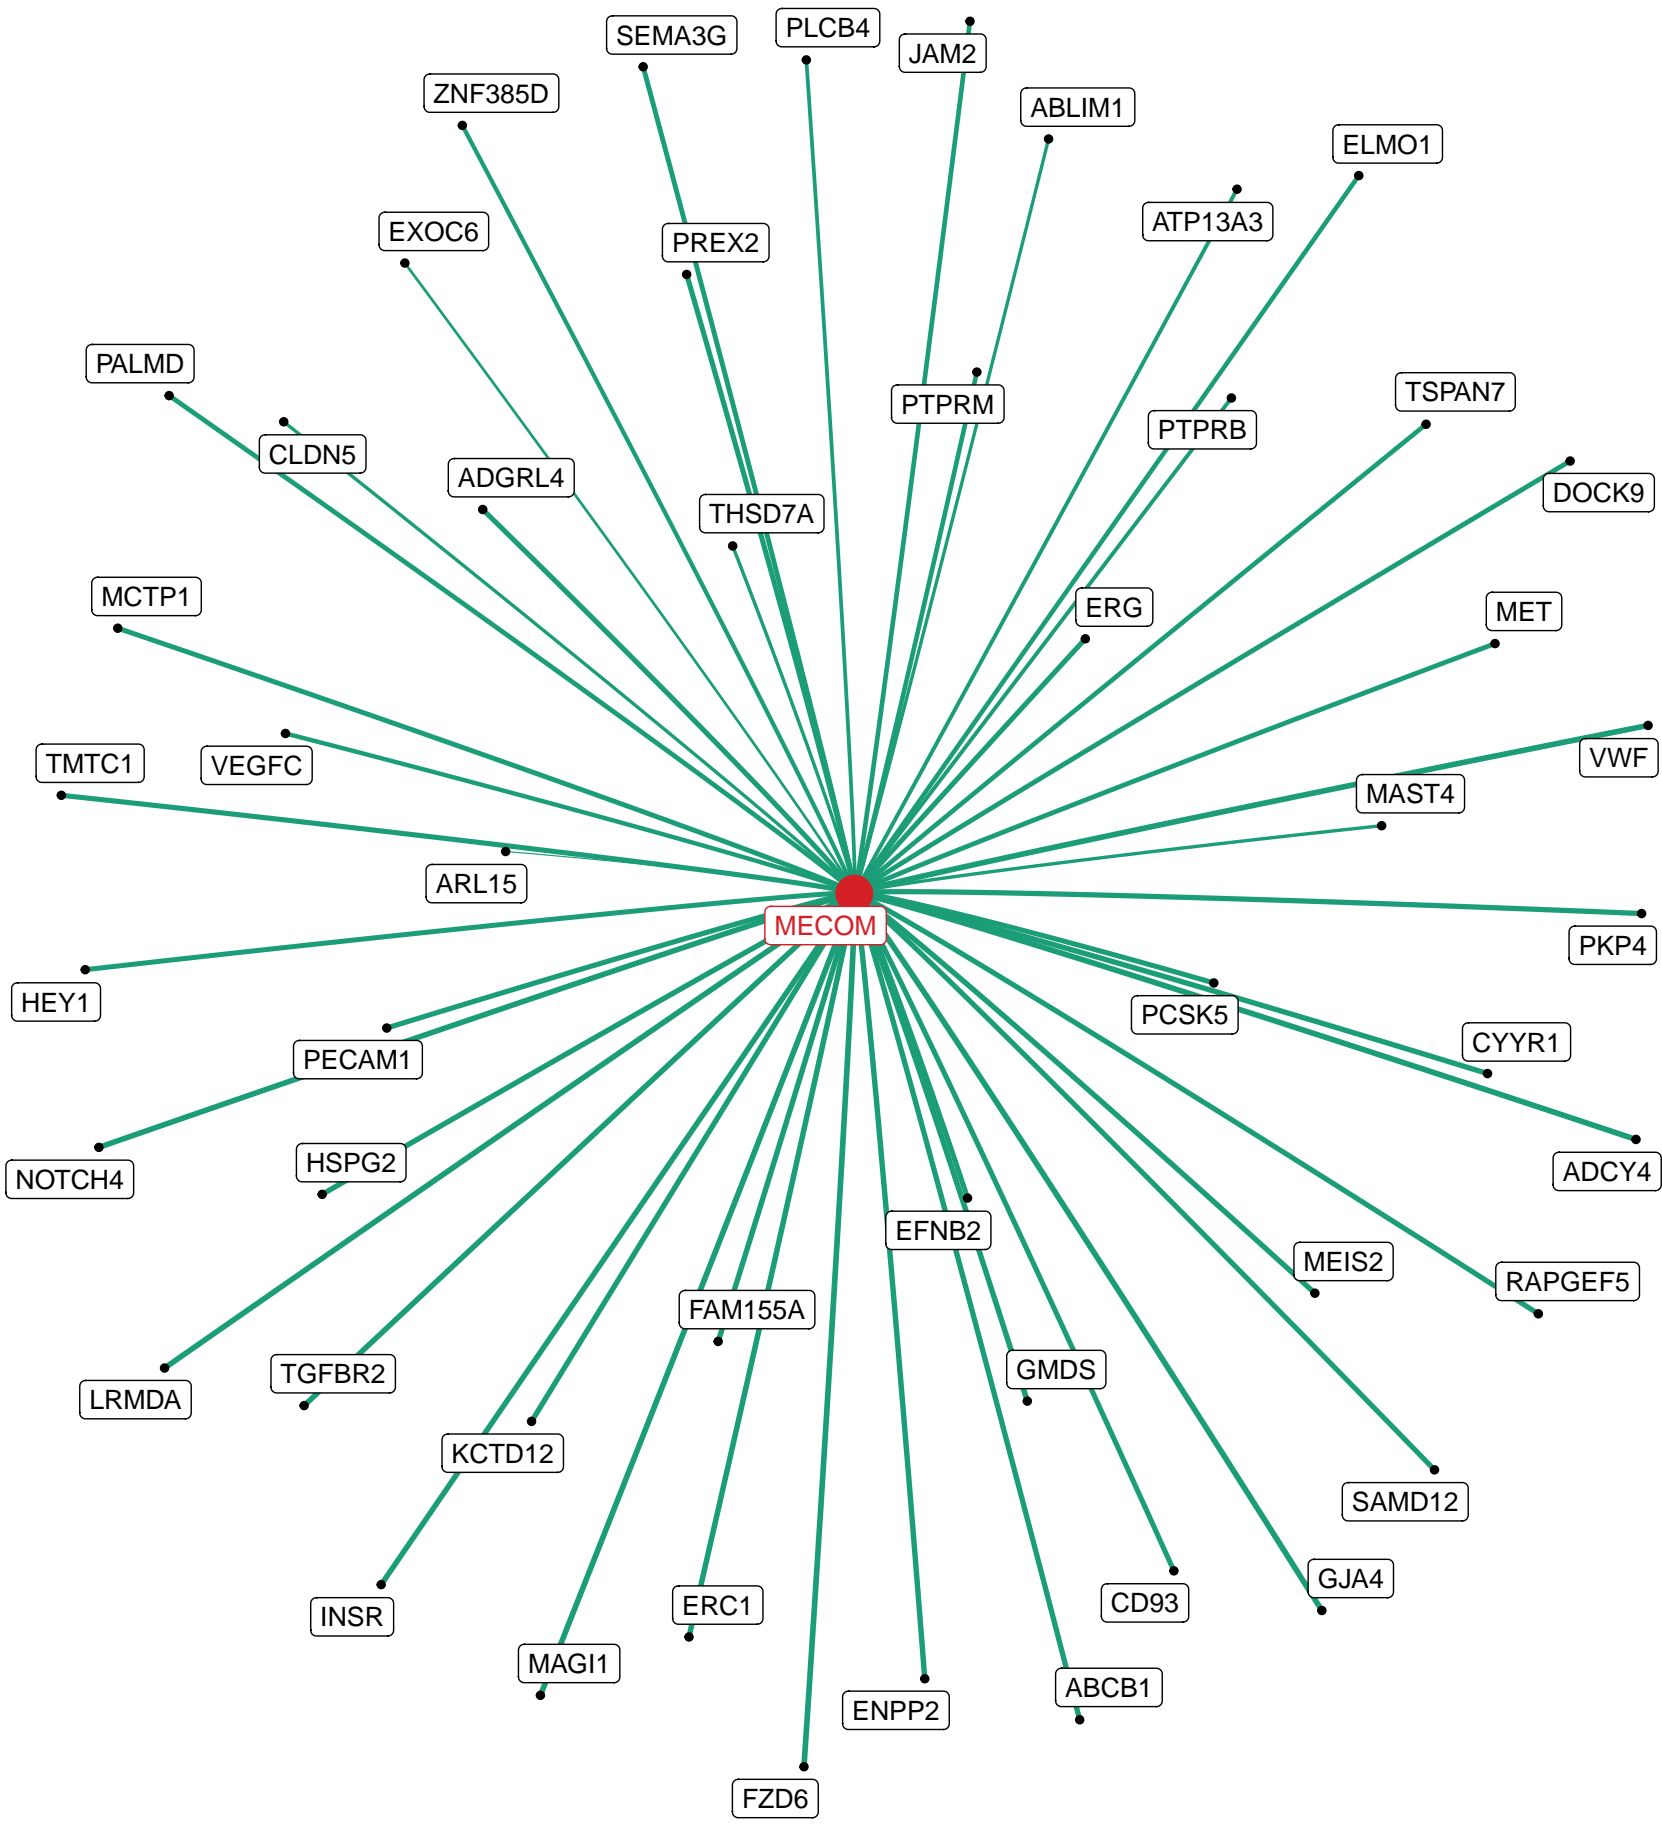 PLCB4
SEMA3G
JAM2
ZNF385D
ABLIM1
ELMO1
ATP13A3
EXOC6
PREX2
PALMD
TSPAN7
PTPRM
PTPRB
CLDN5
ADGRL4
DOCK9
THSD7A
MCTP1
ERG
MET
VWF
TMTC1
VEGFC
MAST4
ARL15
MECOM
PKP4
HEY1
PCSK5
CYYR1
PECAM1
HSPG2
ADCY4
NOTCH4
EFNB2
MEIS2
RAPGEF5
FAM155A
GMDS
TGFBR2
LRMDA
KCTD12
SAMD12
GJA4
CD93
ERC1
INSR
MAGI1
ABCB1
ENPP2
FZD6